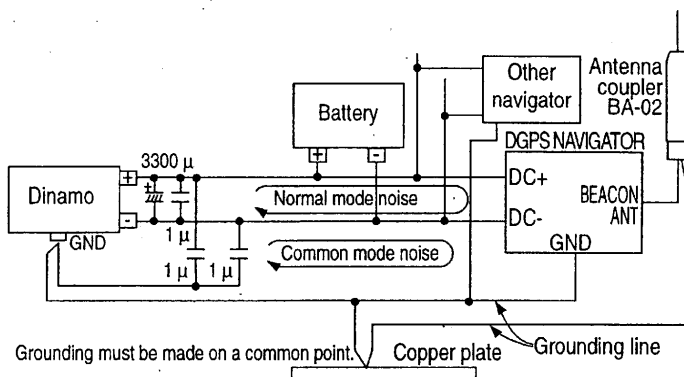 Other
navigator
Antenna
coupler
BA-02
Battery
+
-
DGPS NAVIGATOR
Dinamo
+
-
GND
3300 μ
+
1 μ
1 μ
1 μ
Normal mode noise
Common mode noise
DC+
DC-
BEACON
ANT
GND
Grounding must be made on a common point.
Copper plate
Grounding line